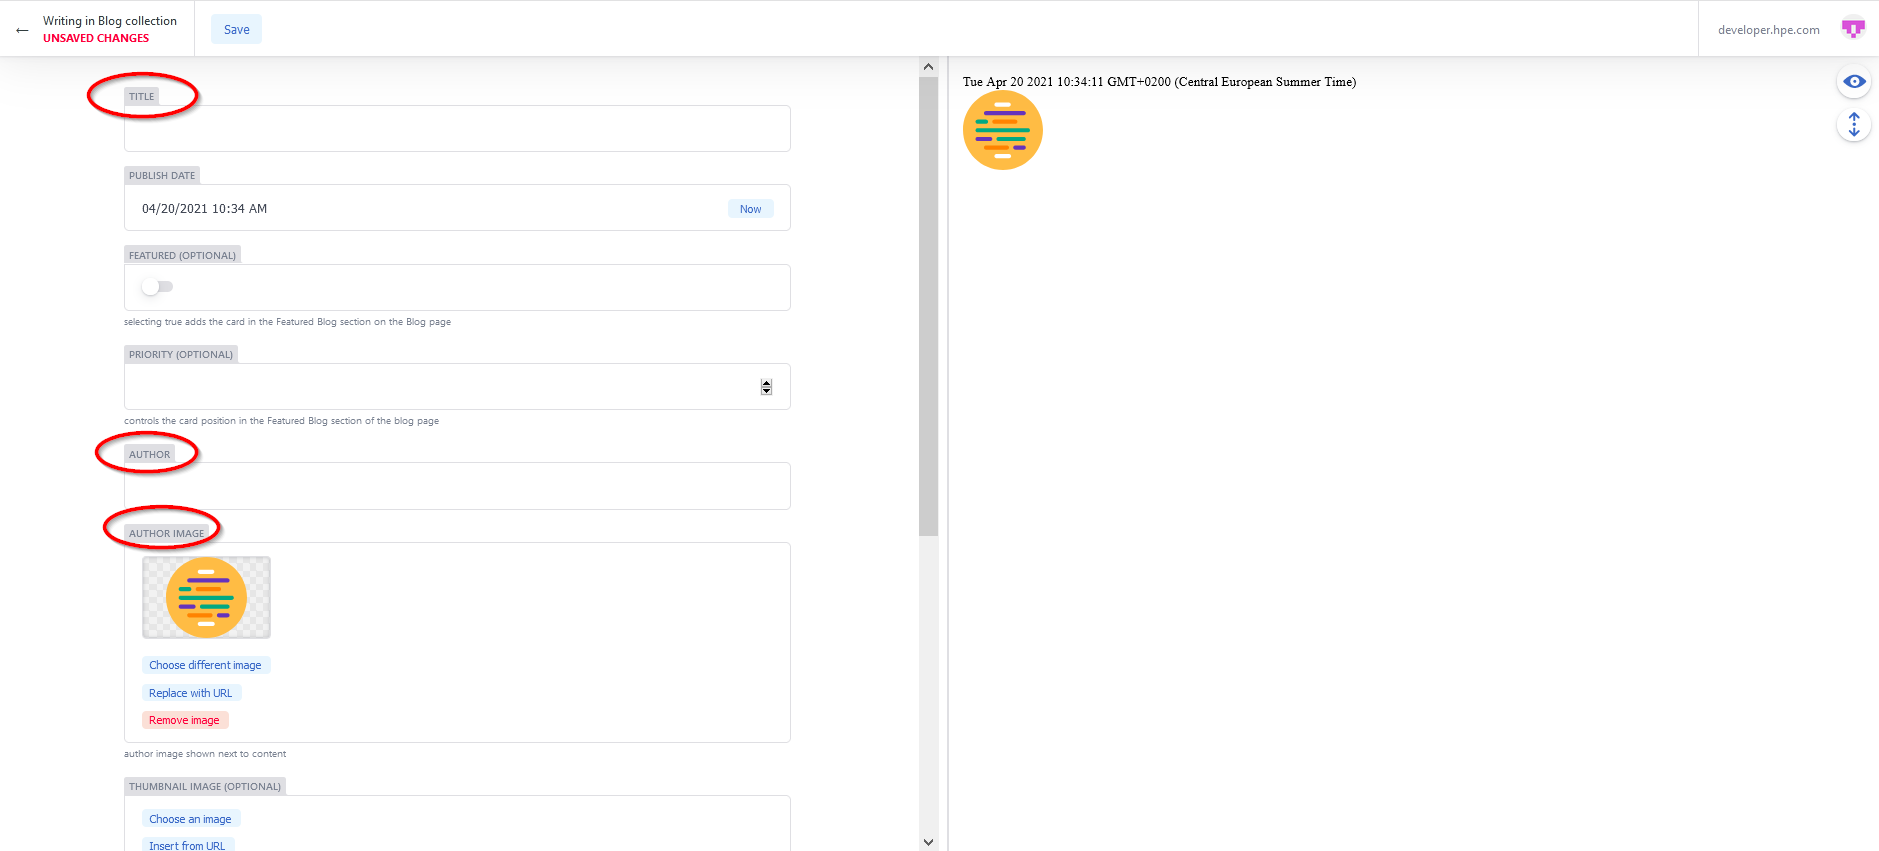 Writing in Blog collection
UNSAVED CHANGES
Save
developer.hpe.com
TITLE
PUBLISH DATE
04/20/2021 10:34 AM
Now
FEATURED (OPTIONAL)
selecting true adds the card in the Featured Blog section on the Blog page
PRIORITY (OPTIONAL)
controls the card position in the Featured Blog section of the blog page
AUTHOR
AUTHOR IMAGE
Choose different image
Replace with URL
Remove image
author image shown next to content
THUMBNAIL IMAGE (OPTIONAL)
Choose an image
Insert from URL
Tue Apr 20 2021 10:34:11 GMT+0200 (Central European Summer Time)